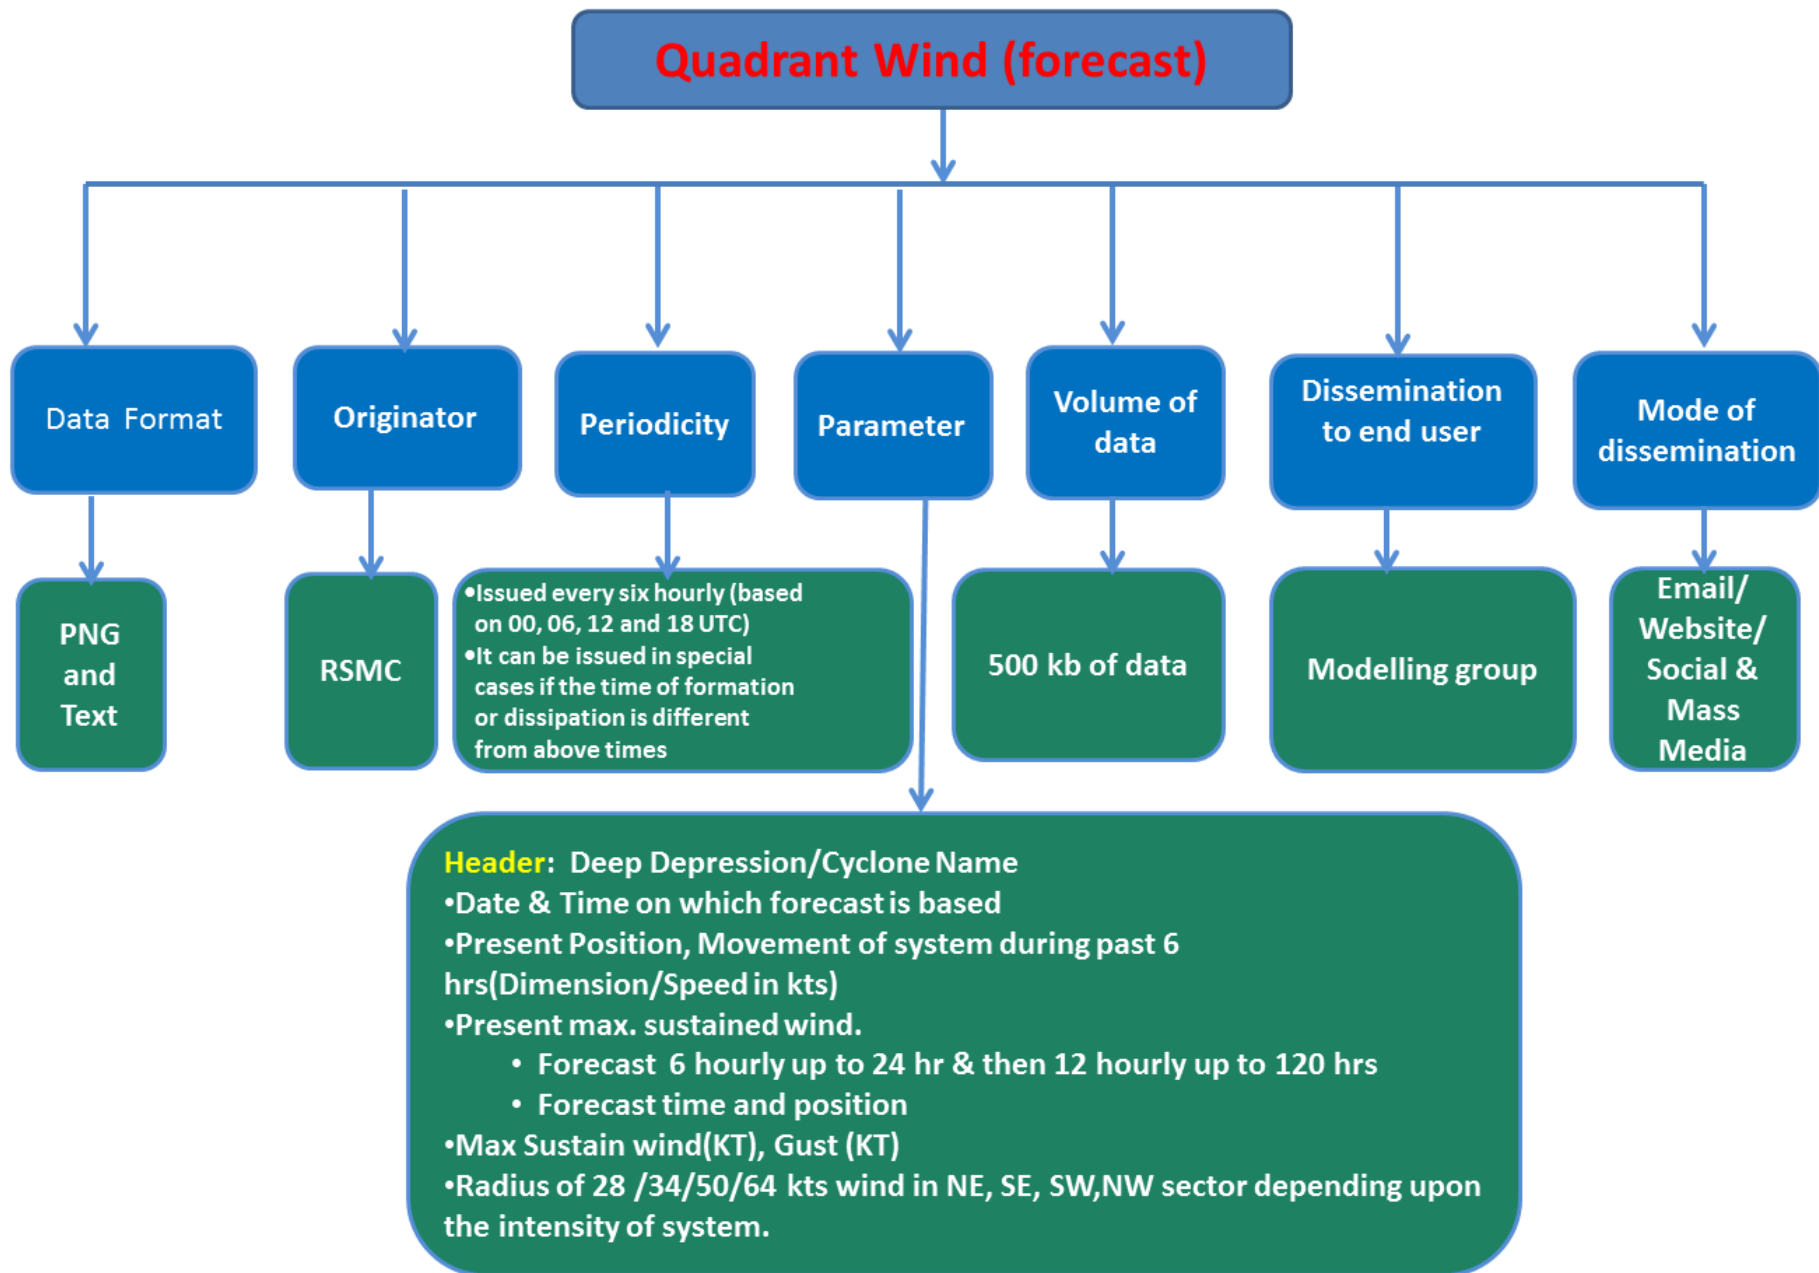 Quadrant Wind (forecast)
Data Format
Originator
Periodicity
Parameter
Volume of
data
Dissemination
to end user
Mode of
dissemination
PNG
and
Text
RSMC
•Issued every six hourly (based
on 00, 06, 12 and 18 UTC)
•It can be issued in special
cases if the time of formation
or dissipation is different
from above times
500 kb of data
Modelling group
Email/
Website/
Social &
Mass
Media
Header: Deep Depression/Cyclone Name
•Date & Time on which forecast is based
•Present Position, Movement of system during past 6
hrs(Dimension/Speed in kts)
•Present max. sustained wind.
• Forecast 6 hourly up to 24 hr & then 12 hourly up to 120 hrs
• Forecast time and position
•Max Sustain wind(KT), Gust (KT)
•Radius of 28 /34/50/64 kts wind in NE, SE, SW,NW sector depending upon
the intensity of system.